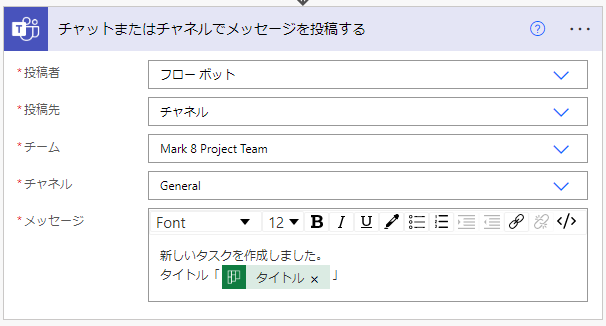 チャットまたはチャネルでメッセージを投稿する
*投稿者 フロー ボット
*投稿先 チャネル
*チーム Mark 8 Project Team
*チャネル General
*メッセージ Font 12 B I U
新しいタスクを作成しました。
タイトル「 タイトル × 」